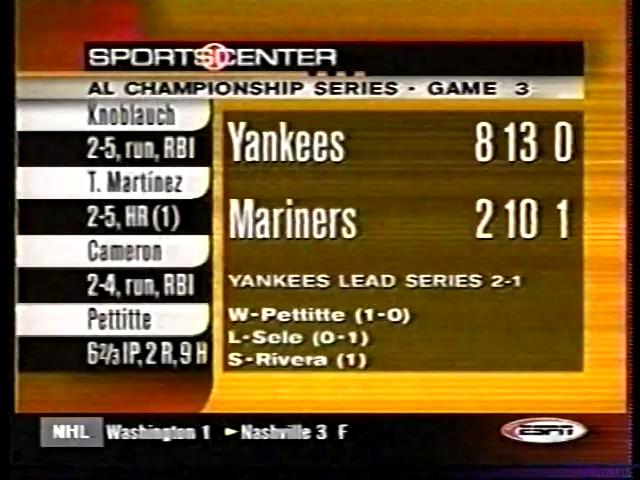 SPORTSCENTER
AL CHAMPIONSHIP SERIES - GAME 3
Knoblauch
2-5, run, RBI
T. Martinez
2-5, HR (1)
Cameron
2-4, run, RBI
Pettitte
6 2/3 IP, 2 R, 9 H
Yankees 8 13 0
Mariners 2 10 1
YANKEES LEAD SERIES 2-1
W-Pettitte (1-0)
L-Sele (0-1)
S-Rivera (1)
NHL Washington 1 ►Nashville 3 F
ESPN